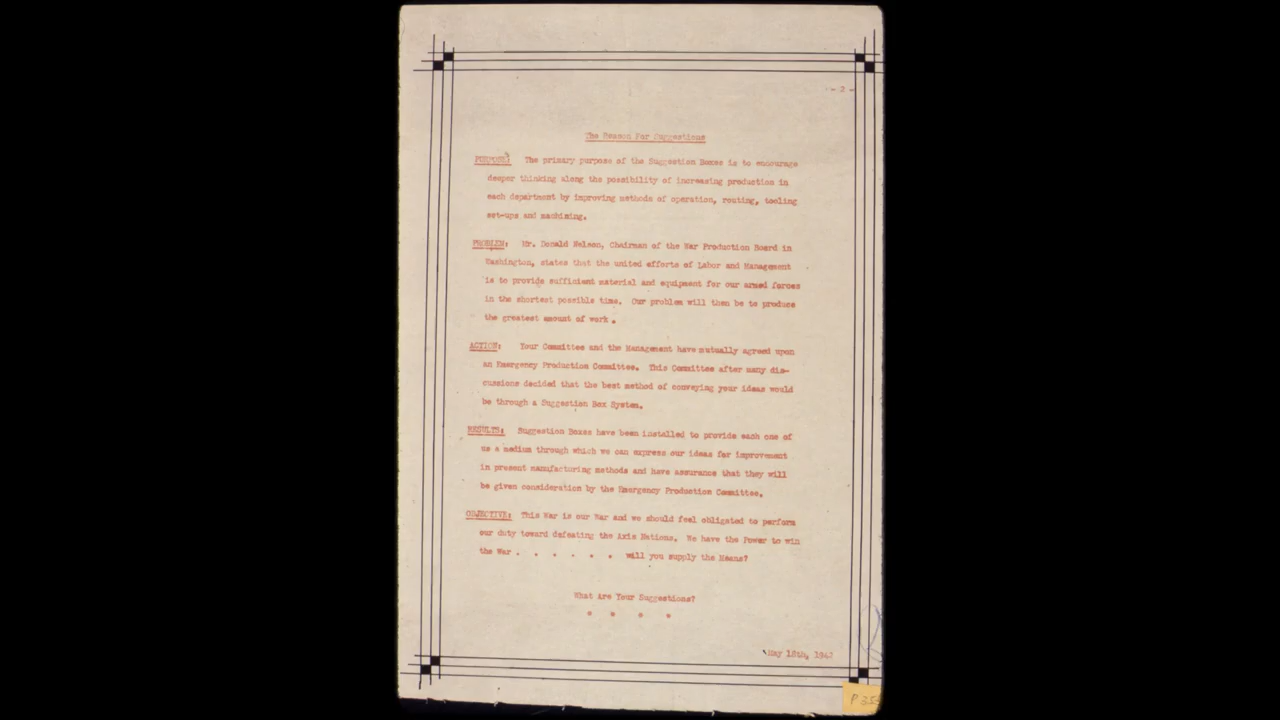 - 2 -
The Reason For Suggestions
PURPOSE: The primary purpose of the Suggestion Boxes is to encourage
deeper thinking along the possibility of increasing production in
each department by improving methods of operation, routing, tooling
set-ups and machining.
PROBLEM: Mr. Donald Nelson, Chairman of the War Production Board in
Washington, states that the united efforts of Labor and Management
is to provide sufficient material and equipment for our armed forces
in the shortest possible time. Our problem will then be to produce
the greatest amount of work.
ACTION: Your Committee and the Management have mutually agreed upon
an Emergency Production Committee. This Committee after many dis-
cussions decided that the best method of conveying your ideas would
be through a Suggestion Box System.
RESULTS: Suggestion Boxes have been installed to provide each one of
us a medium through which we can express our ideas for improvement
in present manufacturing methods and have assurance that they will
be given consideration by the Emergency Production Committee.
OBJECTIVE: This War is our War and we should feel obligated to perform
our duty toward defeating the Axis Nations. We have the Power to win
the War . . . . . . will you supply the Means?
What Are Your Suggestions?
* * * *
May 18th, 1942